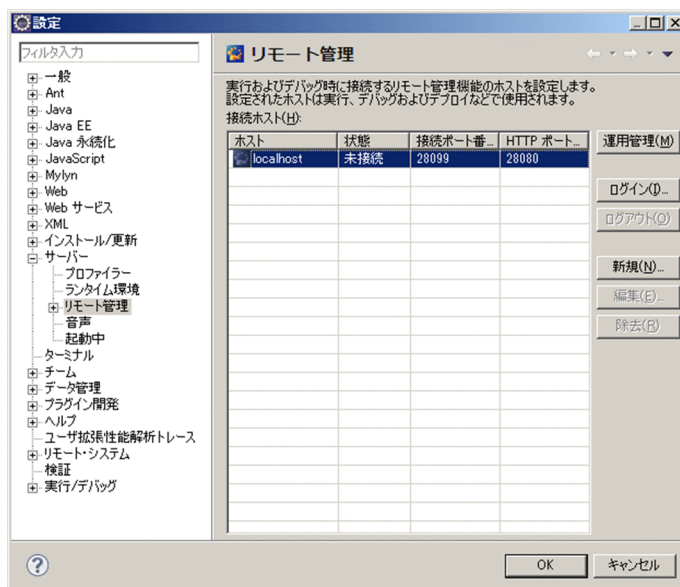 設定
フィルタ入力
一般
Ant
Java
Java EE
Java 永続化
JavaScript
Mylyn
Web
Web サービス
XML
インストール/更新
サーバー
プロファイラー
ランタイム環境
リモート管理
音声
起動中
ターミナル
チーム
データ管理
プラグイン開発
ヘルプ
ユーザ拡張性能解析トレース
リモート・システム
検証
実行/デバッグ
リモート管理
実行およびデバッグ時に接続するリモート管理機能のホストを設定します。
設定されたホストは実行、デバッグおよびデプロイなどで使用されます。
接続ホスト(H):
ホスト 状態 接続ポート番... HTTP ポート...
localhost 未接続 28099 28080
運用管理(M)
ログイン(I)...
ログアウト(O)
新規(N)...
編集(E)...
除去(R)
?
OK キャンセル